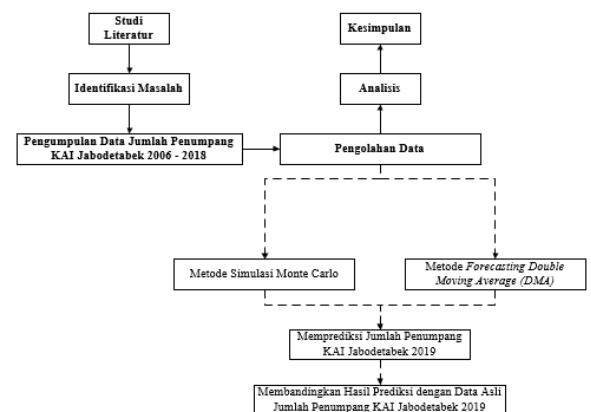 Studi
Literatur
Kesimpulan
Identifikasi Masalah
Analisis
Pengumpulan Data Jumlah Penumpang
KAI Jabodetabek 2006 - 2018
Pengolahan Data
Metode Simulasi Monte Carlo
Metode Forecasting Double
Moving Average (DMA)
Memprediksi Jumlah Penumpang
KAI Jabodetabek 2019
Membandingkan Hasil Prediksi dengan Data Asli
Jumlah Penumpang KAI Jabodetabek 2019